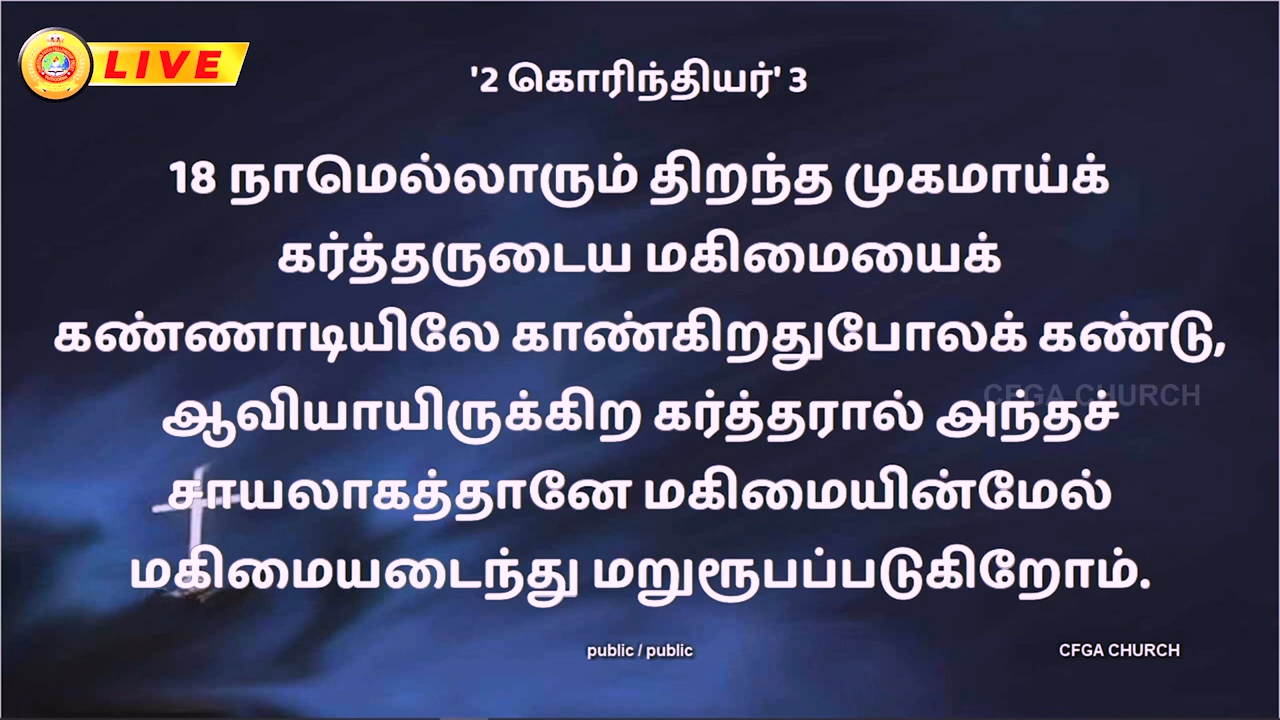 LIVE
'2 கொரிந்தியர்' 3
18 நாமெல்லாரும் திறந்த முகமாய்க்
கர்த்தருடைய மகிமையைக்
கண்ணாடியிலே காண்கிறதுபோலக் கண்டு,
CFGA CHURCH
ஆவியாயிருக்கிற கர்த்தரால் அந்தச்
சாயலாகத்தானே மகிமையின்மேல்
மகிமையடைந்து மறுரூபப்படுகிறோம்.
public / public
CFGA CHURCH